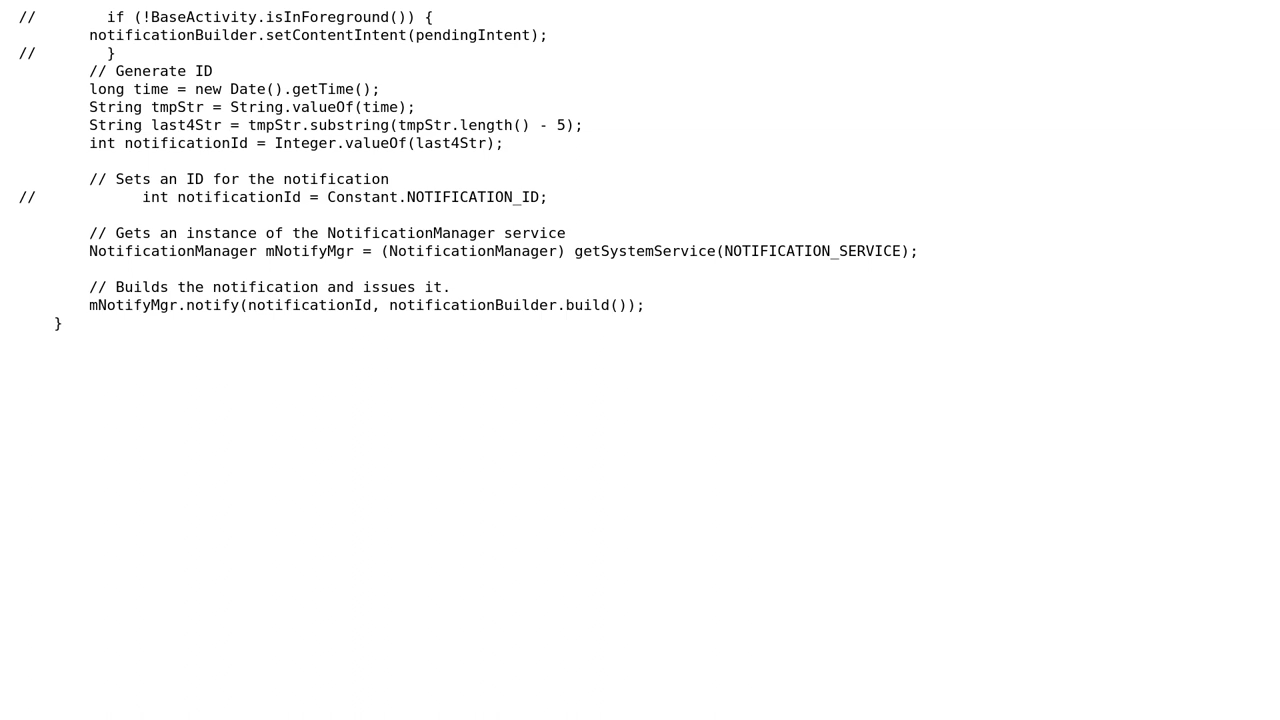 //        if (!BaseActivity.isInForeground()) {
        notificationBuilder.setContentIntent(pendingIntent);
//        }
        // Generate ID
        long time = new Date().getTime();
        String tmpStr = String.valueOf(time);
        String last4Str = tmpStr.substring(tmpStr.length() - 5);
        int notificationId = Integer.valueOf(last4Str);

        // Sets an ID for the notification
//            int notificationId = Constant.NOTIFICATION_ID;

        // Gets an instance of the NotificationManager service
        NotificationManager mNotifyMgr = (NotificationManager) getSystemService(NOTIFICATION_SERVICE);

        // Builds the notification and issues it.
        mNotifyMgr.notify(notificationId, notificationBuilder.build());
    }